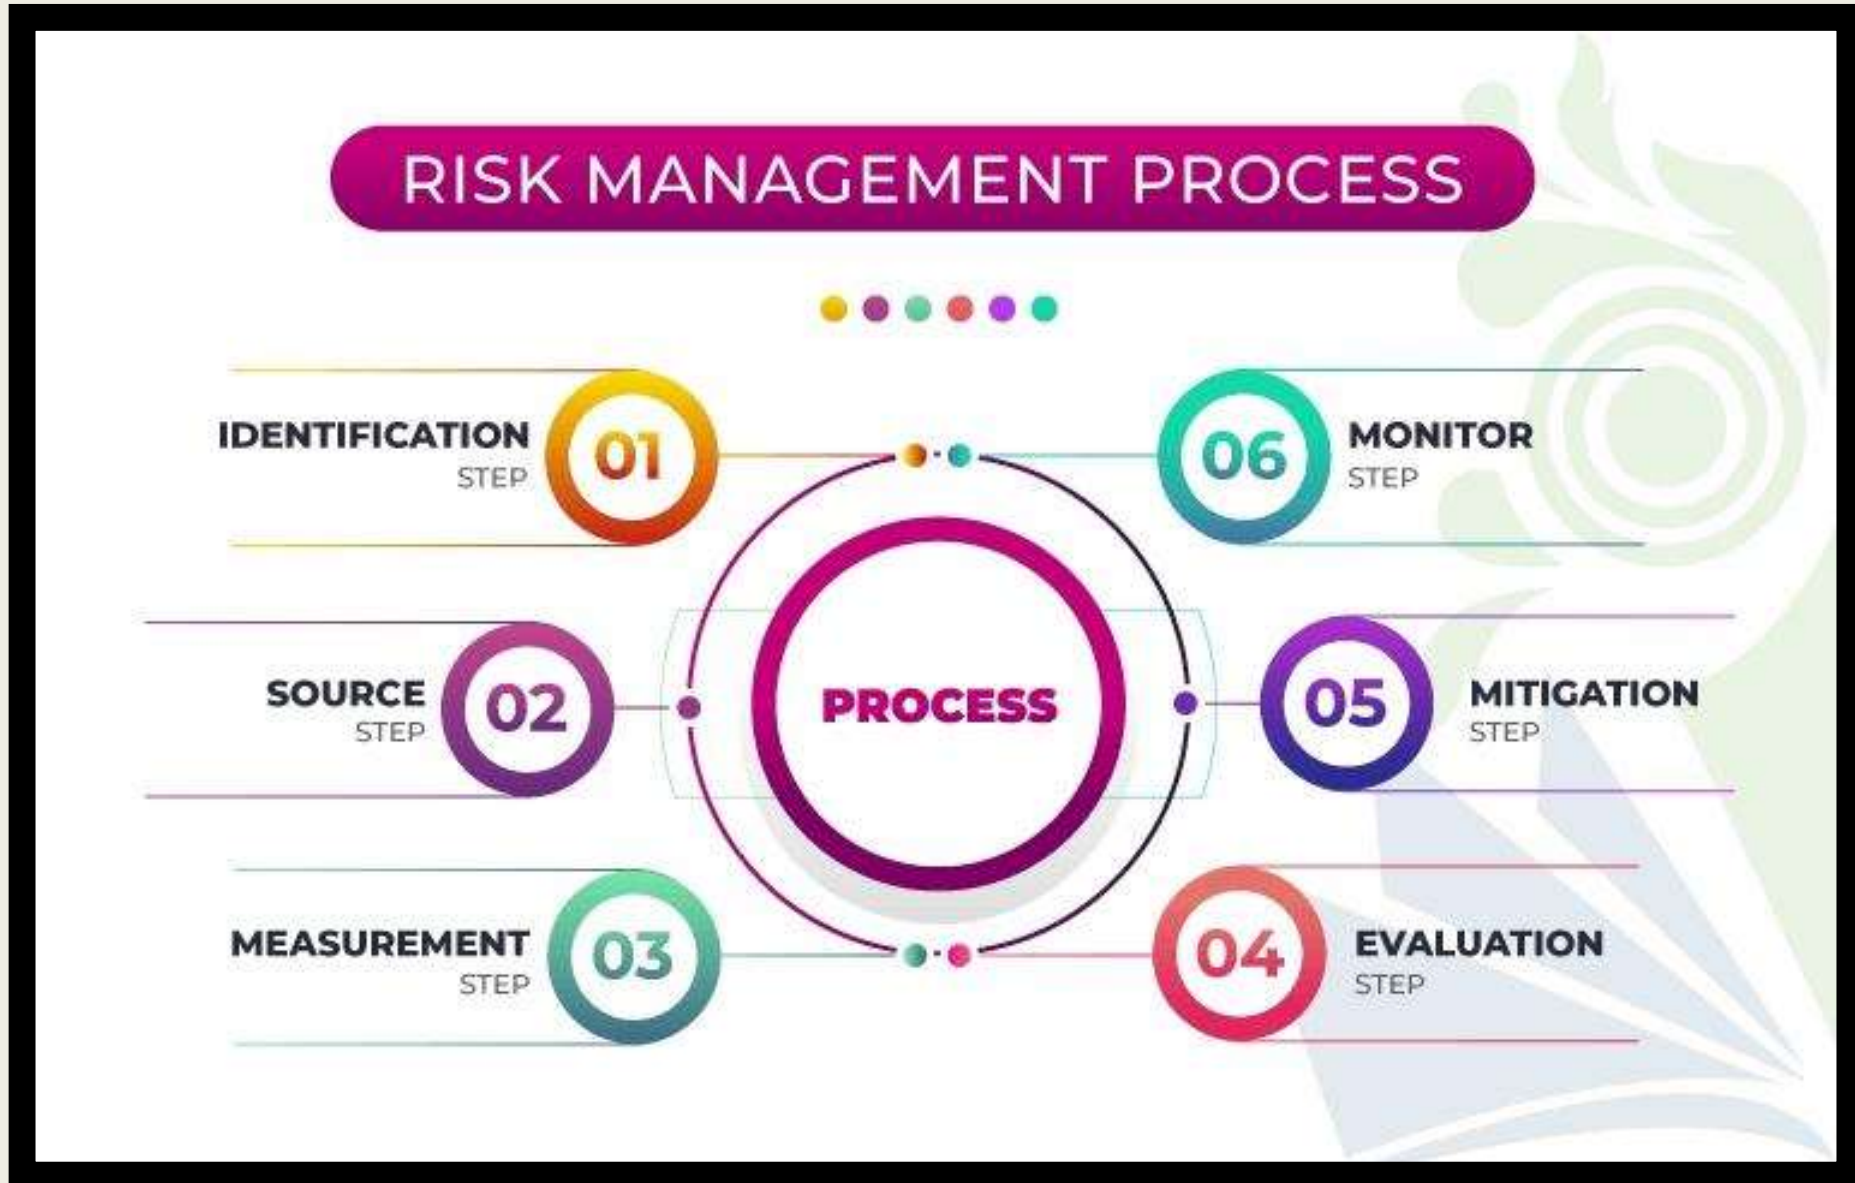 RISK MANAGEMENT PROCESS
IDENTIFICATION
STEP
01
SOURCE
STEP
02
MEASUREMENT
STEP
03
PROCESS
04
EVALUATION
STEP
05
MITIGATION
STEP
06
MONITOR
STEP